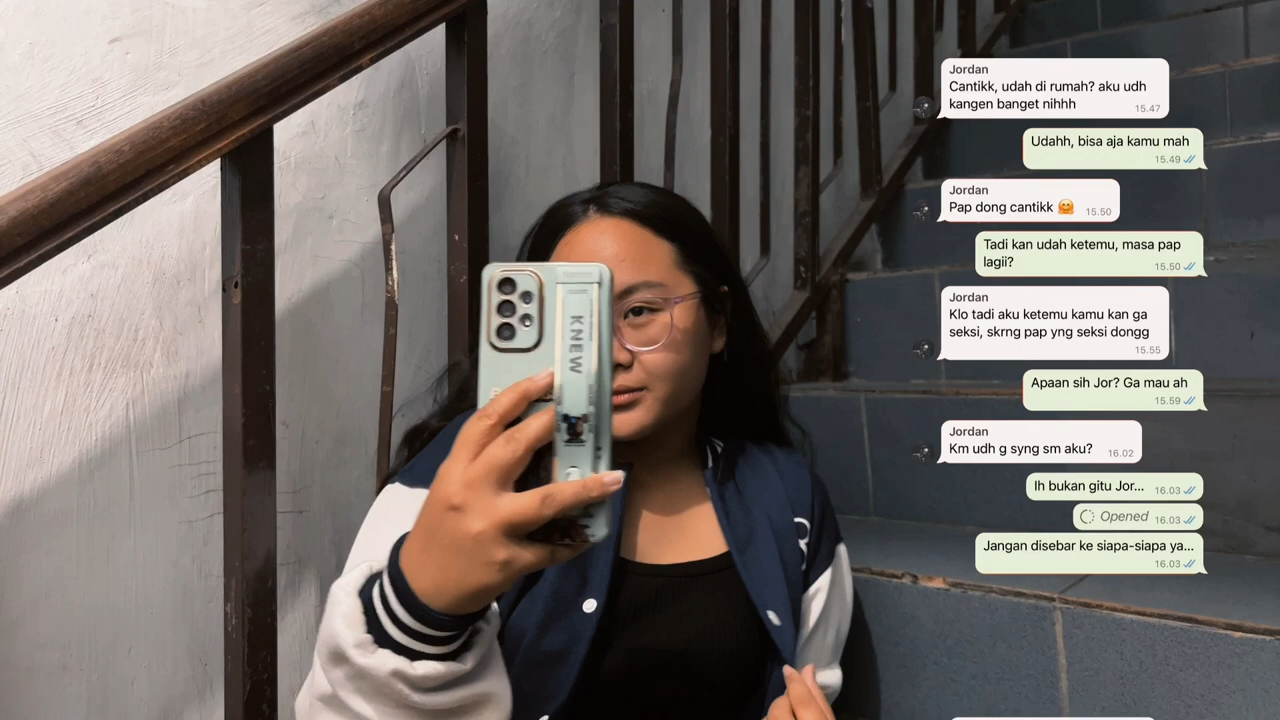 Jordan
Cantikk, udah di rumah? aku udh
kangen banget nihhh
15.47
Udahh, bisa aja kamu mah
15.49
Jordan
Pap dong cantikk 🤗
15.50
Tadi kan udah ketemu, masa pap
lagii?
15.50
Jordan
Klo tadi aku ketemu kamu kan ga
seksi, skrng pap yng seksi dongg
15.55
Apaan sih Jor? Ga mau ah
15.59
Jordan
Km udh g syng sm aku?
16.02
Ih bukan gitu Jor...
16.03
Opened
16.03
Jangan disebar ke siapa-siapa ya...
16.03
KNEW